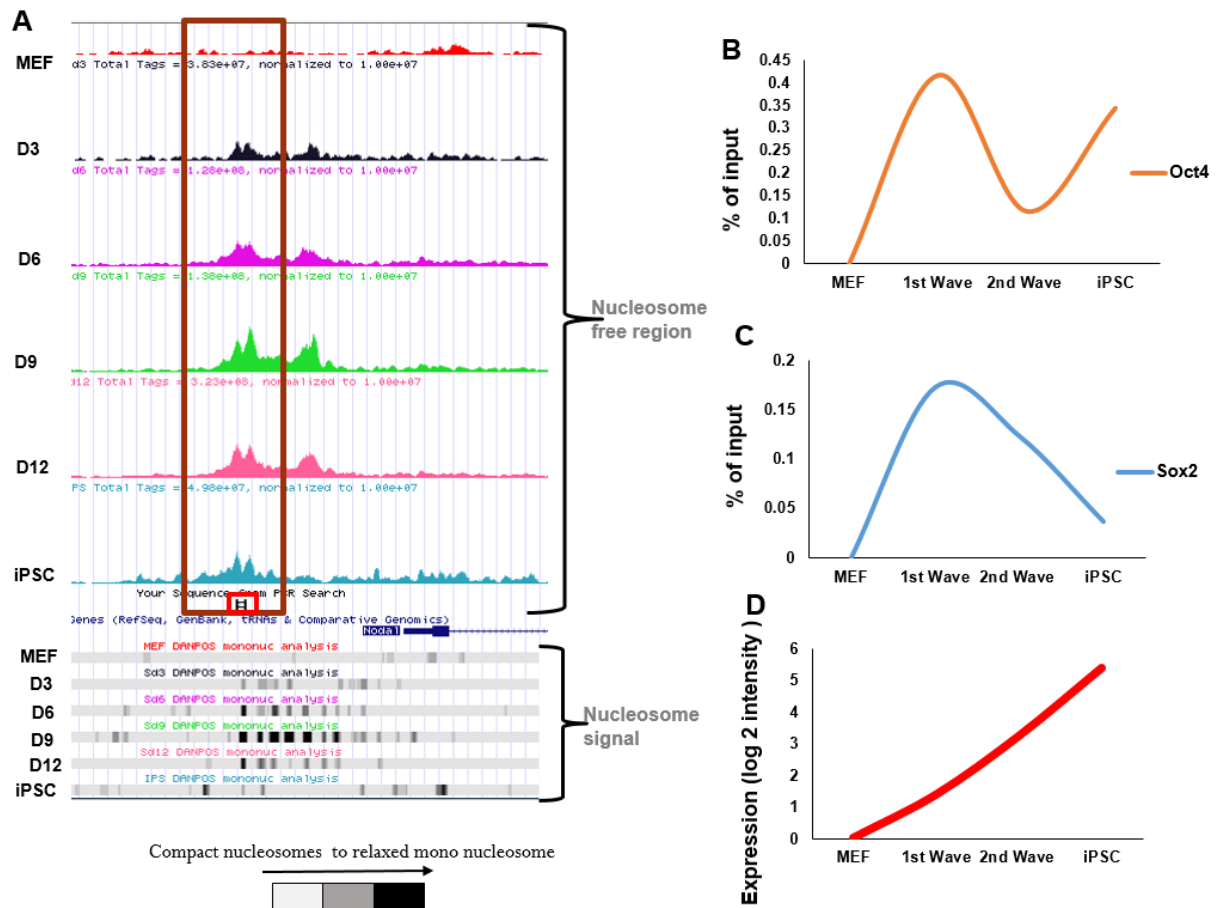 A
MEF
d3 Total Tags = 3.83e+07, normalized to 1.00e+07
D3
d6 Total Tags = 1.28e+08, normalized to 1.00e+07
D6
d9 Total Tags = 1.38e+08, normalized to 1.00e+07
D9
d12 Total Tags = 3.23e+08, normalized to 1.00e+07
D12
PS Total Tags = 4.98e+07, normalized to 1.00e+07
iPSC
Your Sequence from PCR Search
Genes (RefSeq, GenBank, tRNAs & Comparative Genomics)
Nodal
MEF DANPOS mononuc analysis
MEF
Sd3 DANPOS mononuc analysis
D3
Sd6 DANPOS mononuc analysis
D6
Sd9 DANPOS mononuc analysis
D9
Sd12 DANPOS mononuc analysis
D12
IPS DANPOS mononuc analysis
iPSC
Nucleosome
free region
Nucleosome
signal
Compact nucleosomes to relaxed mono nucleosome
B
% of input
0.45
0.4
0.35
0.3
0.25
0.2
0.15
0.1
0.05
0
MEF 1st Wave 2nd Wave iPSC
Oct4
C
% of input
0.2
0.15
0.1
0.05
0
MEF 1st Wave 2nd Wave iPSC
Sox2
D
Expression (log 2 intensity )
6
5
4
3
2
1
0
MEF 1st Wave 2nd Wave iPSC